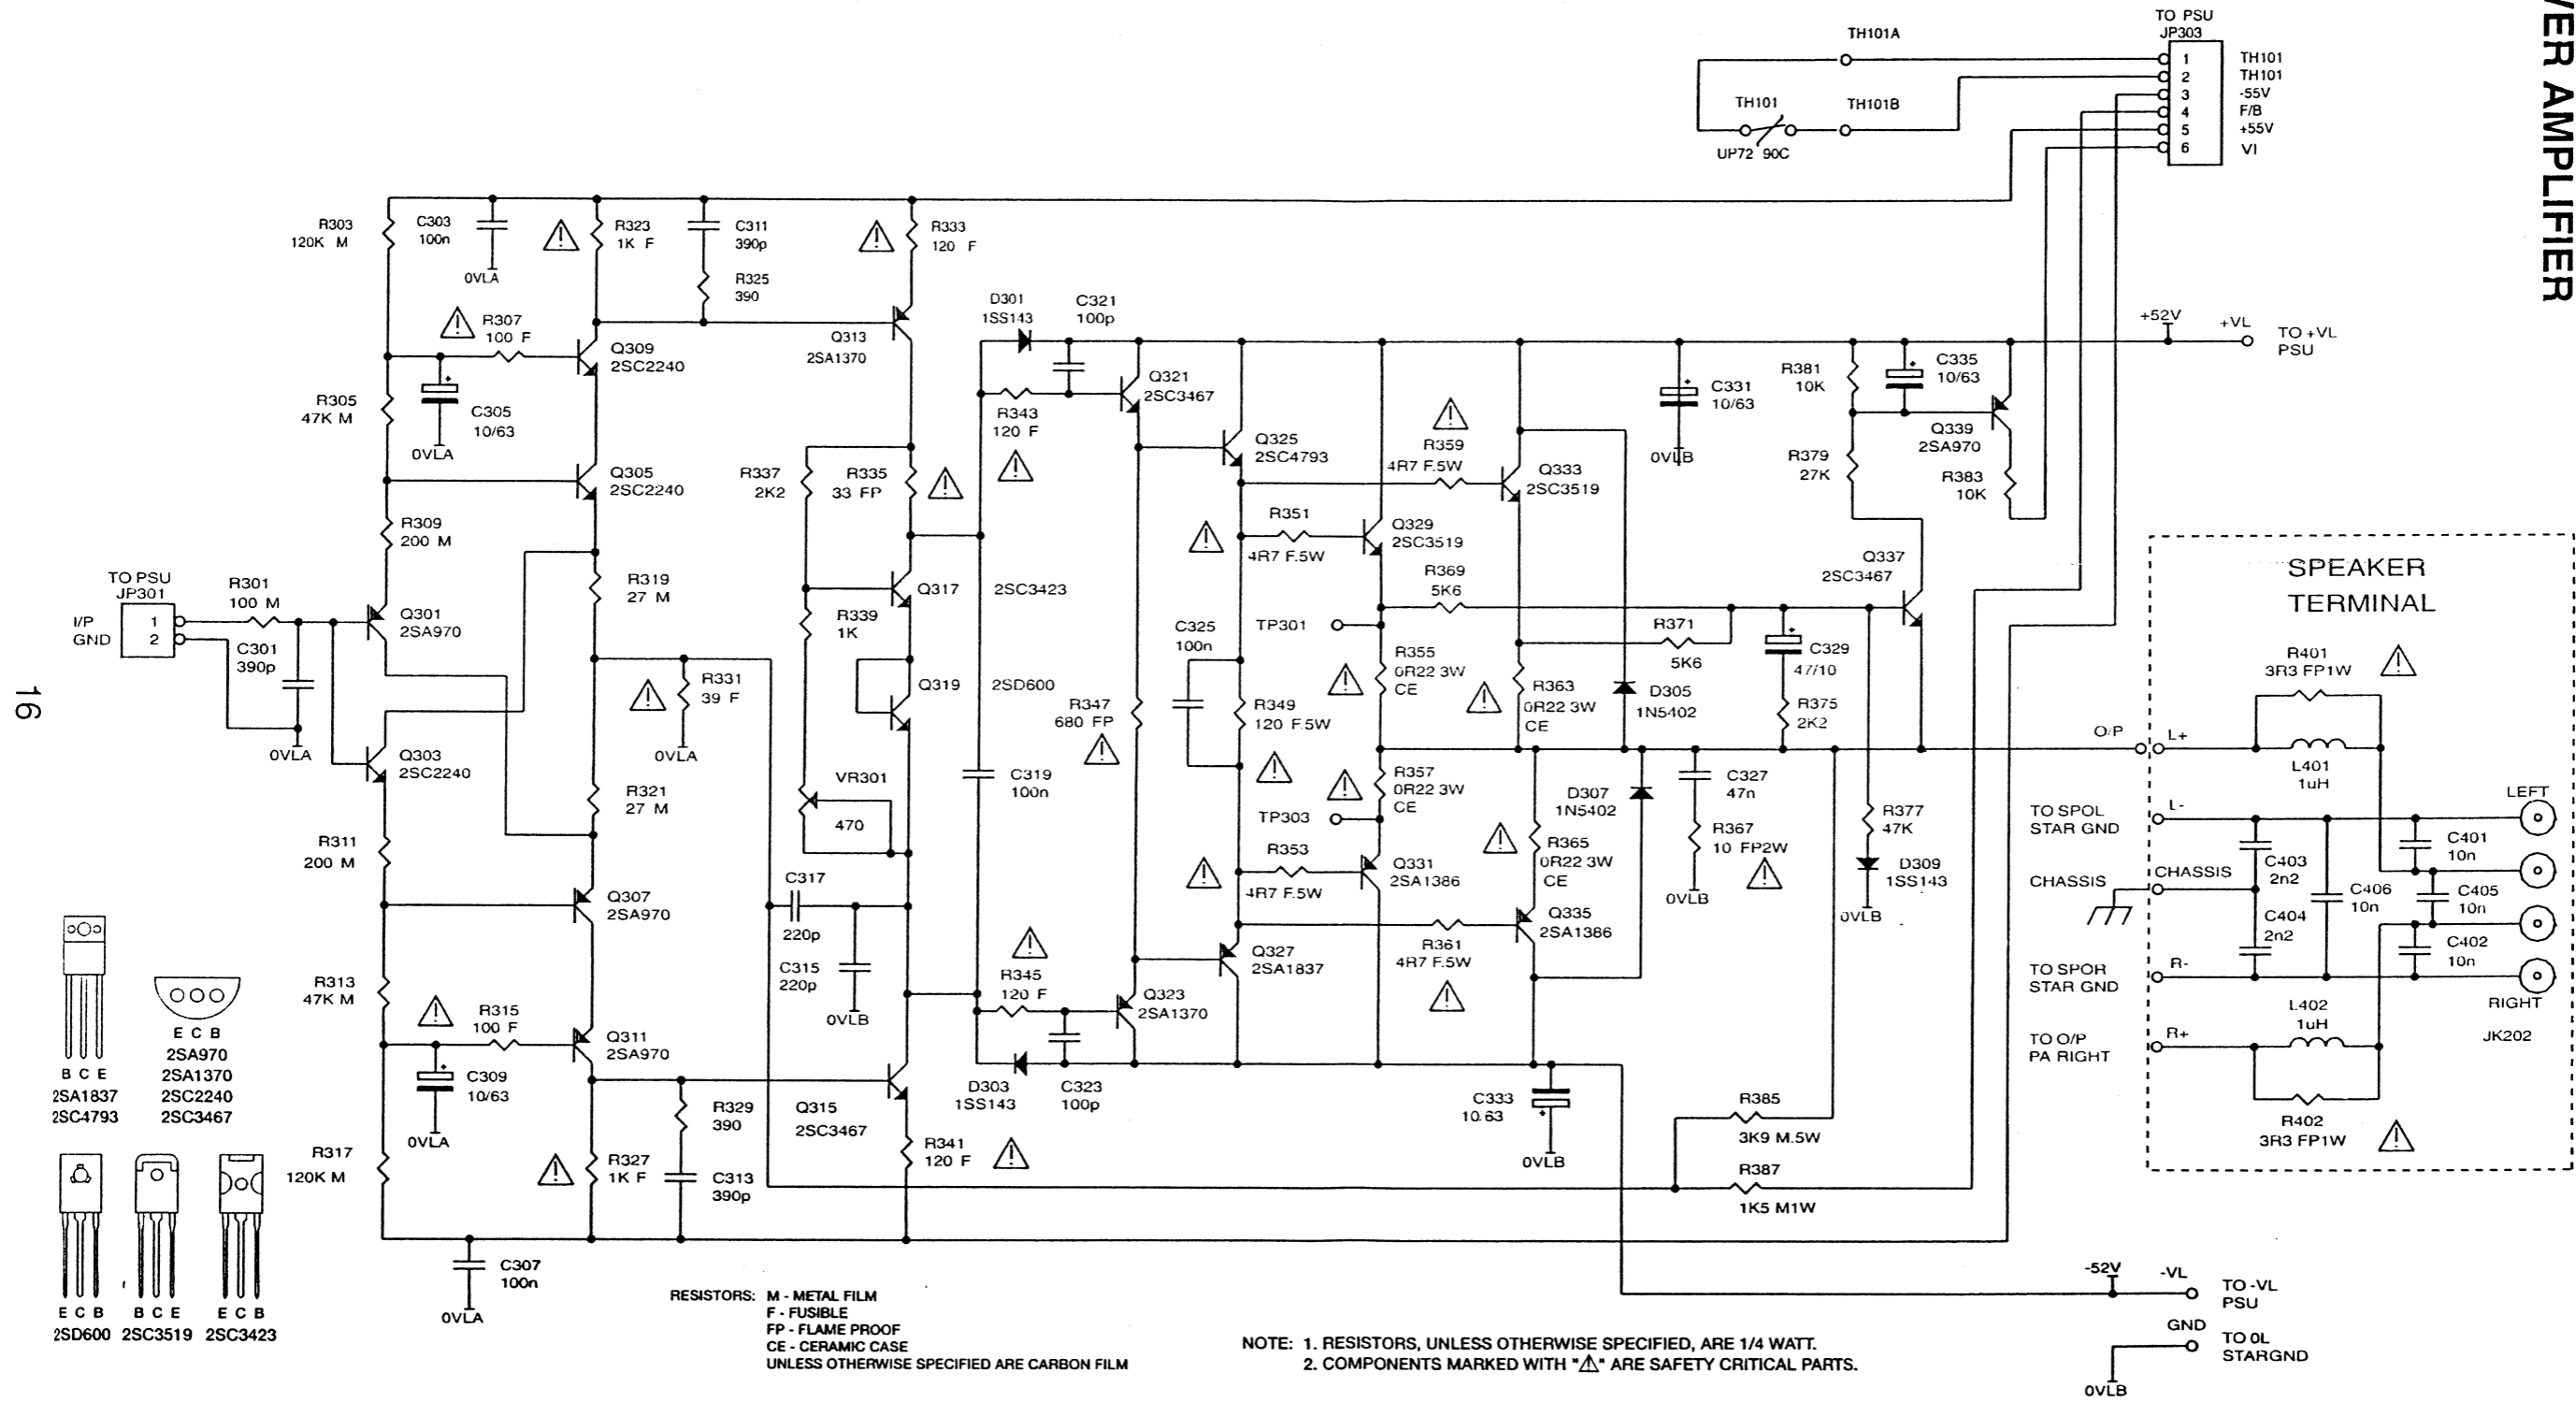 VER AMPLIFIER
16
TO PSU
JP303
1 TH101
2 TH101
3 -55V
4 F/B
5 +55V
6 VI
TH101A
TH101
TH101B
UP72 90C
R303
120K M
C303
100n
0VLA
R323
1K F
C311
390p
R325
390
R333
120 F
R307
100 F
Q309
2SC2240
Q313
2SA1370
D301
1SS143
C321
100p
R305
47K M
C305
10/63
0VLA
Q305
2SC2240
R343
120 F
Q321
2SC3467
R337
2K2
R335
33 FP
Q325
2SC4793
R359
4R7 F.5W
Q333
2SC3519
C331
10/63
0VLB
R381
10K
C335
10/63
+52V
+VL
TO +VL
PSU
Q339
2SA970
R379
27K
R383
10K
R309
200 M
R351
4R7 F.5W
Q329
2SC3519
R369
5K6
Q337
2SC3467
TO PSU
JP301
I/P 1
GND 2
R301
100 M
C301
390p
0VLA
Q301
2SA970
R319
27 M
R331
39 F
0VLA
R339
1K
Q317
2SC3423
Q319
2SD600
C325
100n
TP301
R355
0R22 3W
CE
R363
0R22 3W
CE
R371
5K6
C329
47/10
D305
1N5402
R375
2K2
R347
680 FP
R349
120 F.5W
Q303
2SC2240
R321
27 M
VR301
470
C319
100n
R357
0R22 3W
CE
TP303
D307
1N5402
C327
47n
R367
10 FP2W
0VLB
R365
0R22 3W
CE
R377
47K
D309
1SS143
0VLB
O/P
SPEAKER
TERMINAL
R401
3R3 FP1W
L+
L401
1uH
LEFT
TO SPOL
STAR GND
L-
C401
10n
C403
2n2
CHASSIS
CHASSIS
C406
10n
C405
10n
C404
2n2
C402
10n
TO SPOR
STAR GND
R-
RIGHT
L402
1uH
TO O/P
PA RIGHT
R+
JK202
R402
3R3 FP1W
R311
200 M
Q307
2SA970
C317
220p
C315
220p
0VLB
R353
4R7 F.5W
Q331
2SA1386
R361
4R7 F.5W
Q335
2SA1386
Q327
2SA1837
R345
120 F
Q323
2SA1370
R313
47K M
R315
100 F
Q311
2SA970
C309
10/63
0VLA
D303
1SS143
C323
100p
C333
10.63
0VLB
R329
390
Q315
2SC3467
R341
120 F
R317
120K M
R327
1K F
C313
390p
R385
3K9 M.5W
R387
1K5 M1W
C307
100n
0VLA
-52V
-VL
TO -VL
PSU
GND
TO 0L
STARGND
0VLB
B C E
2SA1837
2SC4793
E C B
2SA970
2SA1370
2SC2240
2SC3467
E C B
2SD600
B C E
2SC3519
E C B
2SC3423
RESISTORS: M - METAL FILM
F - FUSIBLE
FP - FLAME PROOF
CE - CERAMIC CASE
UNLESS OTHERWISE SPECIFIED ARE CARBON FILM
NOTE: 1. RESISTORS, UNLESS OTHERWISE SPECIFIED, ARE 1/4 WATT.
2. COMPONENTS MARKED WITH "⚠" ARE SAFETY CRITICAL PARTS.